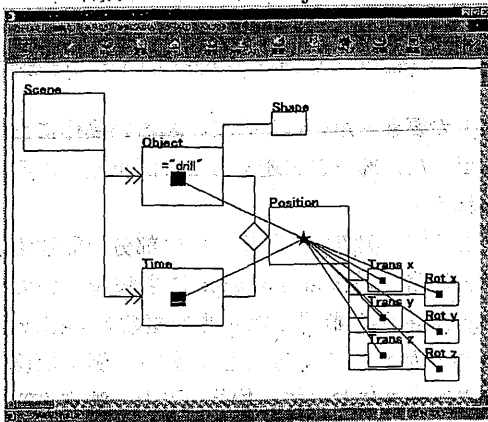 Scene
Shape
Object
="drill"
Position
Time
Trans x
Rot x
Trans y
Rot y
Trans z
Rot z